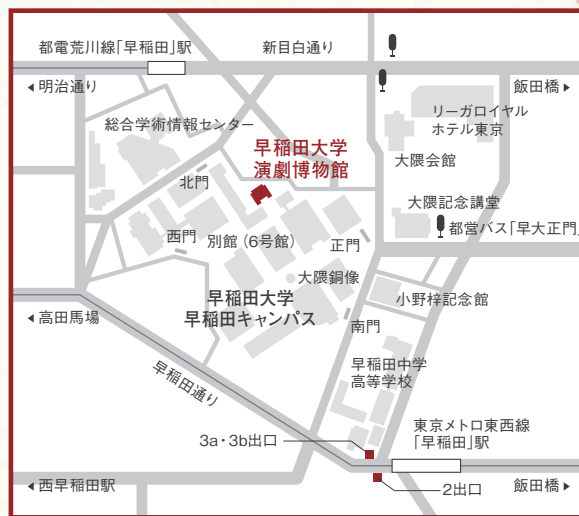 都電荒川線「早稲田」駅
新目白通り
明治通り
飯田橋
総合学術情報センター
リーガロイヤル
ホテル東京
早稲田大学
演劇博物館
大隈会館
北門
大隈記念講堂
都営バス「早大正門」
西門
別館（6号館）
正門
大隈銅像
早稲田大学
早稲田キャンパス
小野梓記念館
高田馬場
南門
早稲田通り
早稲田中学
高等学校
東京メトロ東西線
「早稲田」駅
3a・3b出口
西早稲田駅
2出口
飯田橋